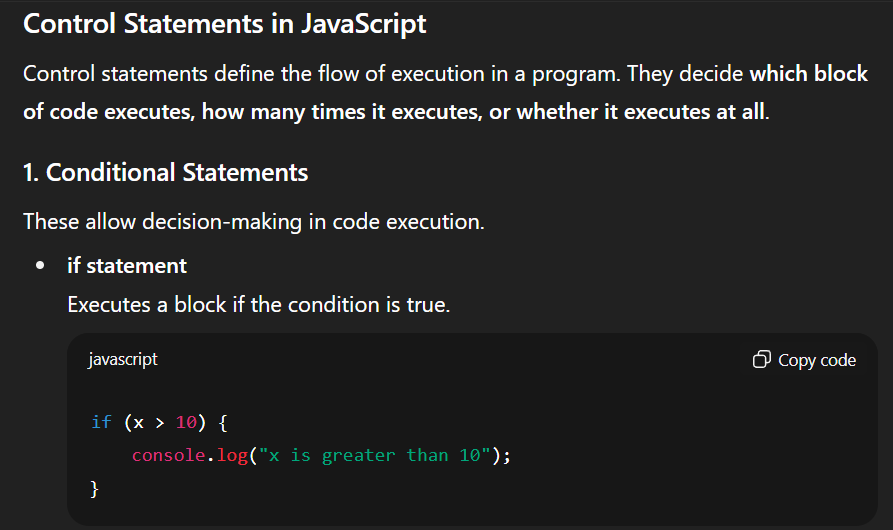 Control Statements in JavaScript
Control statements define the flow of execution in a program. They decide which block
of code executes, how many times it executes, or whether it executes at all.
1. Conditional Statements
These allow decision-making in code execution.
• if statement
Executes a block if the condition is true.
javascript
Copy code
if (x > 10) {
    console.log("x is greater than 10");
}